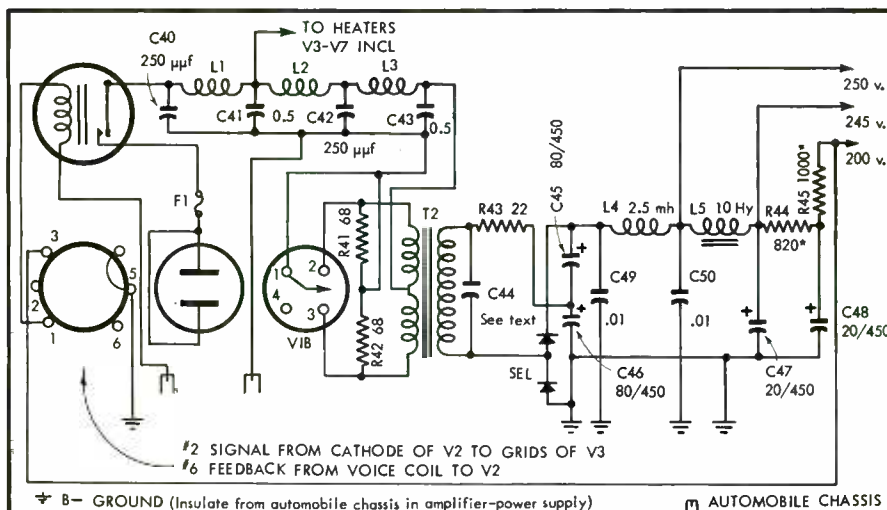 TO HEATERS
V3-V7 INCL
C40
250 μμf
L1
L2
L3
C41
0.5
C42
250 μμf
C43
0.5
250 v.
245 v.
200 v.
F1
3
5
2
1
6
1
2
4
3
VIB
R41 68
R42 68
T2
R43 22
C44
See text
SEL
C45 80/450
+
+
C46
80/450
L4 2.5 mh
C49
.01
C50
.01
L5 10 Hy
R44
820*
R45 1000*
+
C47
20/450
+
C48
20/450
#2 SIGNAL FROM CATHODE OF V2 TO GRIDS OF V3
#6 FEEDBACK FROM VOICE COIL TO V2
B- GROUND (Insulate from automobile chassis in amplifier-power supply)
AUTOMOBILE CHASSIS